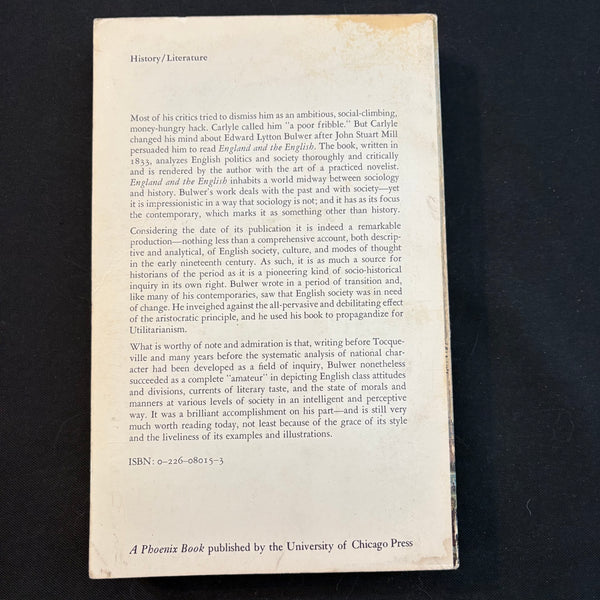 History/Literature
Most of his critics tried to dismiss him as an ambitious, social-climbing,
money-hungry hack. Carlyle called him "a poor fribble." But Carlyle
changed his mind about Edward Lytton Bulwer after John Stuart Mill
persuaded him to read England and the English. The book, written in
1833, analyzes English politics and society thoroughly and critically
and is rendered by the author with the art of a practiced novelist.
England and the English inhabits a world midway between sociology
and history. Bulwer's work deals with the past and with society—yet
it is impressionistic in a way that sociology is not; and it has as its focus
the contemporary, which marks it as something other than history.
Considering the date of its publication it is indeed a remarkable
production—nothing less than a comprehensive account, both descrip-
tive and analytical, of English society, culture, and modes of thought
in the early nineteenth century. As such, it is as much a source for
historians of the period as it is a pioneering kind of socio-historical
inquiry in its own right. Bulwer wrote in a period of transition and,
like many of his contemporaries, saw that English society was in need
of change. He inveighed against the all-pervasive and debilitating effect
of the aristocratic principle, and he used his book to propagandize for
Utilitarianism.
What is worthy of note and admiration is that, writing before Tocque-
ville and many years before the systematic analysis of national char-
acter had been developed as a field of inquiry, Bulwer nonetheless
succeeded as a complete "amateur" in depicting English class attitudes
and divisions, currents of literary taste, and the state of morals and
manners at various levels of society in an intelligent and perceptive
way. It was a brilliant accomplishment on his part—and is still very
much worth reading today, not least because of the grace of its style
and the liveliness of its examples and illustrations.
ISBN: 0-226-08015-3
A Phoenix Book published by the University of Chicago Press